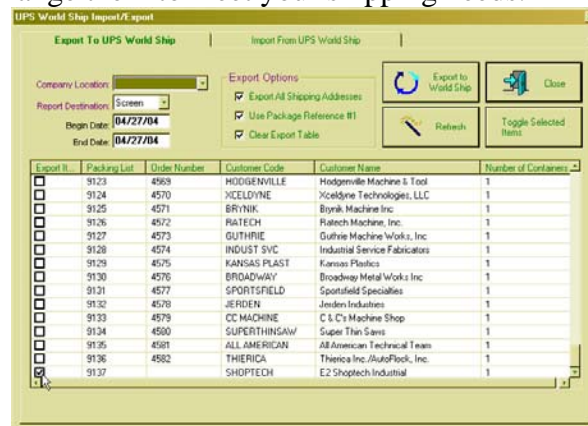 range them to meet your shipping needs.
UPS World Ship Import/Export
Export To UPS World Ship
Import From UPS World Ship
Company Location:
Report Destination: Screen
Begin Date: 04/27/04
End Date: 04/27/04
Export Options
Export All Shipping Addresses
Use Package Reference #1
Clear Export Table
Export to World Ship
Close
Refresh
Toggle Selected Items
Export It... Packing List Order Number Customer Code Customer Name Number of Containers
9123 4569 HODGENVILLE Hodgenville Machine & Tool 1
9124 4570 XCELDYNE Xceldyne Technologies, LLC 1
9125 4571 BRYNIK Brynik Machine Inc 1
9126 4572 RATECH Ratech Machine, Inc. 1
9127 4573 GUTHRIE Guthrie Machine Works, Inc 1
9128 4574 INDUST SVC Industrial Service Fabricators 1
9129 4575 KANSAS PLAST Kansas Plastics 1
9130 4576 BROADWAY Broadway Metal Works Inc 1
9131 4577 SPORTSFIELD Sportsfield Specialties 1
9132 4578 JERDEN Jerden Industries 1
9133 4579 CC MACHINE C & C's Machine Shop 1
9134 4580 SUPERTHINSAW Super Thin Saws 1
9135 4581 ALL AMERICAN All American Technical Team 1
9136 4582 THIERICA Thierica Inc./AutoFlock, Inc. 1
9137 SHOPTECH E2 Shoptech Industrial 1